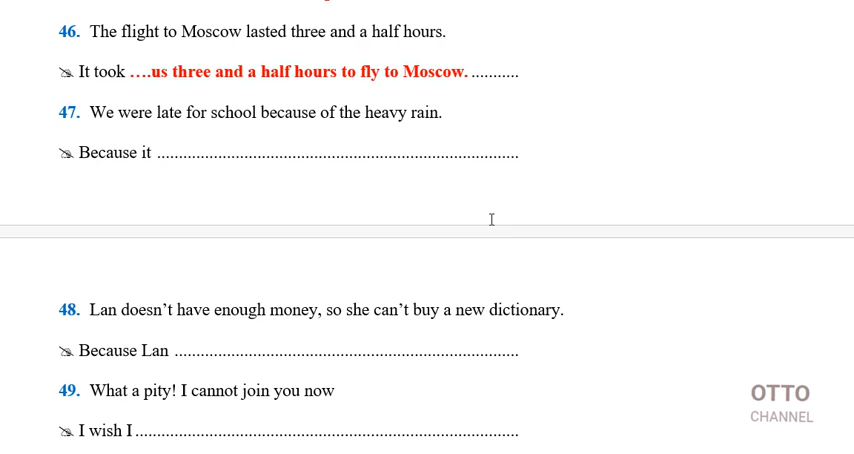 46. The flight to Moscow lasted three and a half hours.
It took ….us three and a half hours to fly to Moscow. ...........
47. We were late for school because of the heavy rain.
Because it ...................................................................................
48. Lan doesn’t have enough money, so she can’t buy a new dictionary.
Because Lan ...............................................................................
49. What a pity! I cannot join you now
I wish I........................................................................................
OTTO
CHANNEL